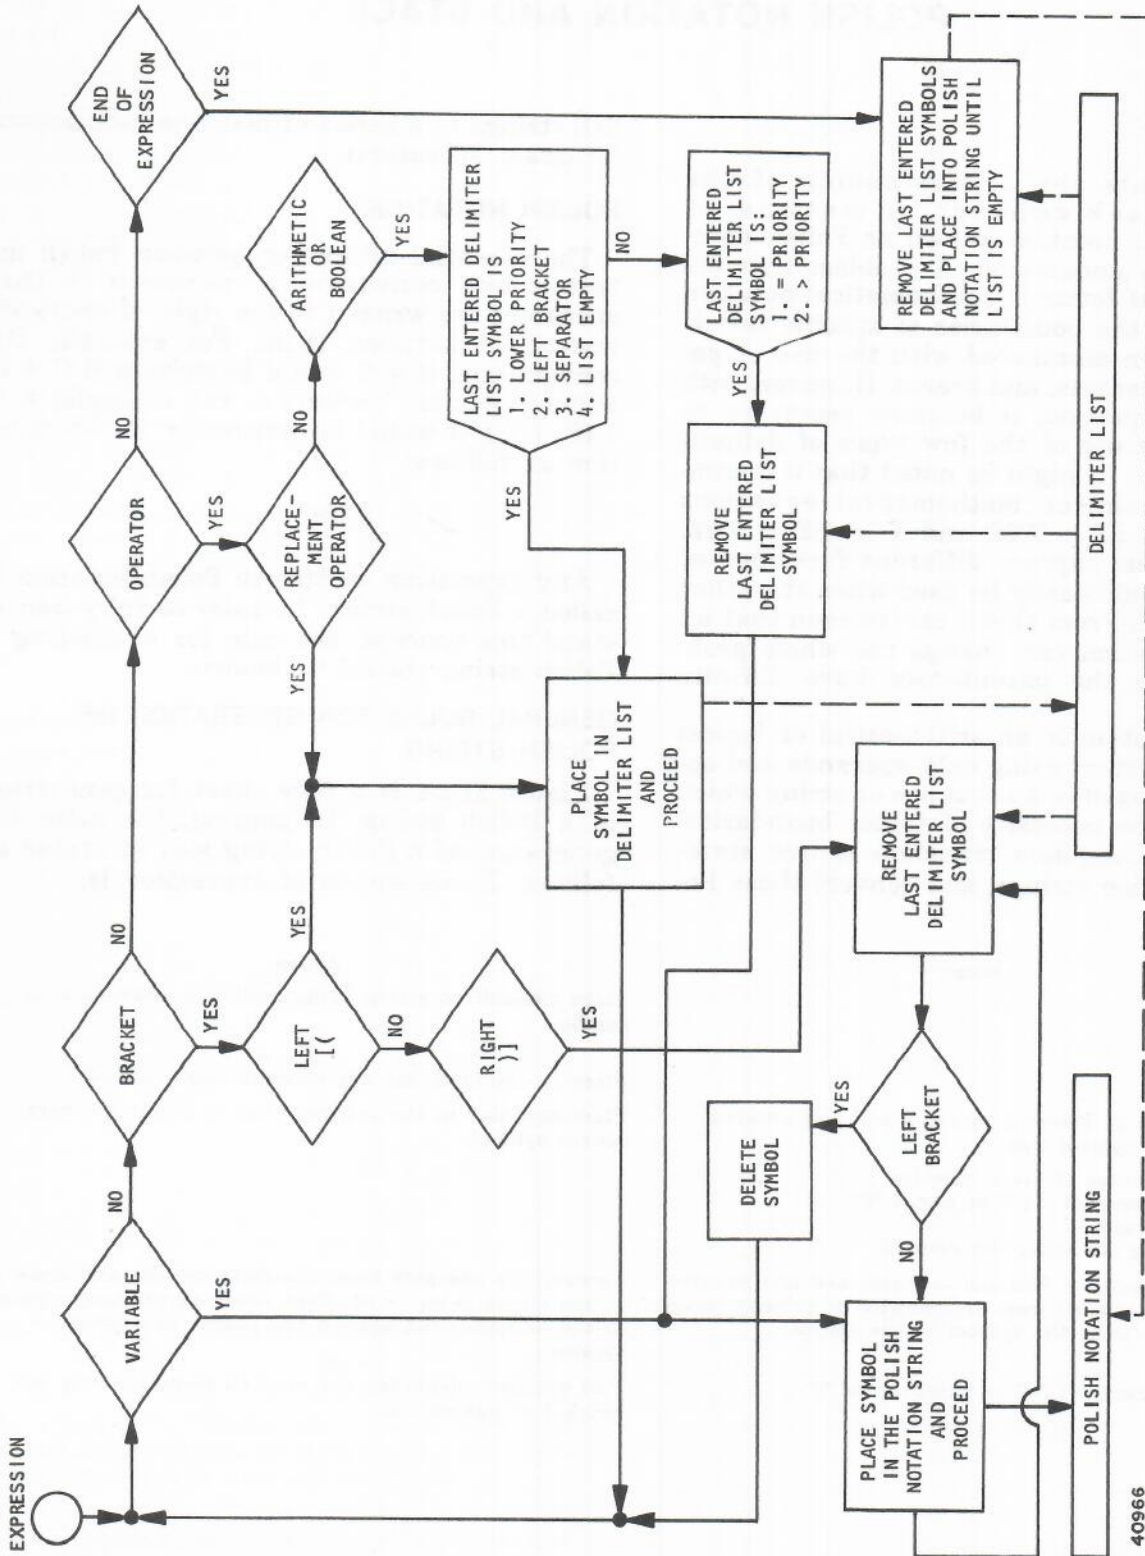 EXPRESSION
VARIABLE
NO
YES
BRACKET
NO
YES
OPERATOR
NO
YES
END
OF
EXPRESSION
YES
LEFT
[(
YES
NO
RIGHT
)]
YES
REPLACE-
MENT
OPERATOR
YES
NO
ARITHMETIC
OR
BOOLEAN
YES
LAST ENTERED DELIMITER
LIST SYMBOL IS
1. LOWER PRIORITY
2. LEFT BRACKET
3. SEPARATOR
4. LIST EMPTY
YES
NO
LAST ENTERED
DELIMITER LIST
SYMBOL IS:
1. = PRIORITY
2. > PRIORITY
YES
PLACE
SYMBOL IN
DELIMITER LIST
AND
PROCEED
REMOVE
LAST ENTERED
DELIMITER LIST
SYMBOL
DELETE
SYMBOL
YES
LEFT
BRACKET
NO
REMOVE
LAST ENTERED
DELIMITER LIST
SYMBOL
REMOVE LAST ENTERED
DELIMITER LIST SYMBOLS
AND PLACE INTO POLISH
NOTATION STRING UNTIL
LIST IS EMPTY
PLACE SYMBOL
IN THE POLISH
NOTATION STRING
AND
PROCEED
POLISH NOTATION STRING
DELIMITER LIST
40966